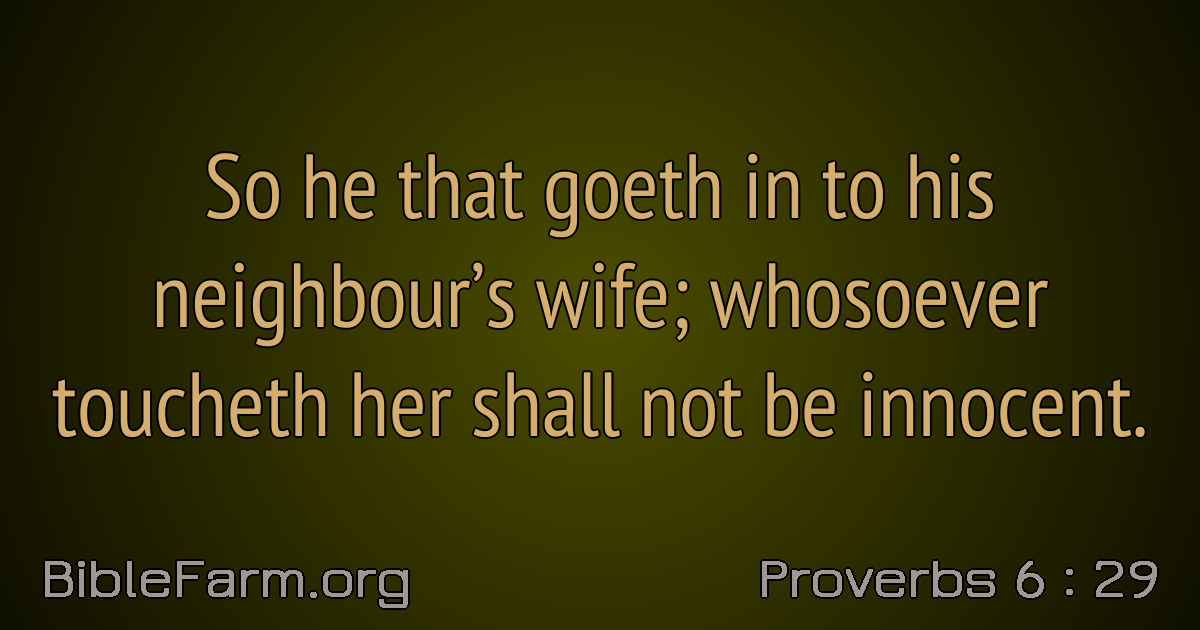 So he that goeth in to his
neighbour’s wife; whosoever
toucheth her shall not be innocent.
BibleFarm.org
Proverbs 6 : 29